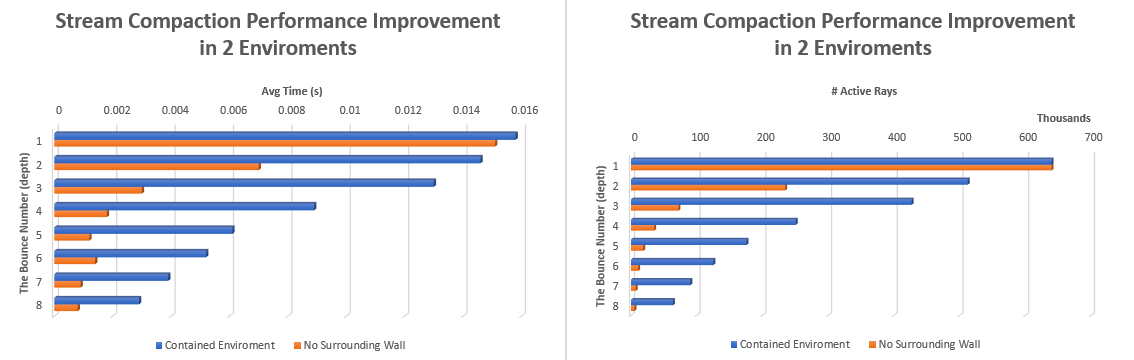 Stream Compaction Performance Improvement
in 2 Enviroments
Avg Time (s)
0 0.002 0.004 0.006 0.008 0.01 0.012 0.014 0.016
The Bounce Number (depth)
1
2
3
4
5
6
7
8
Contained Enviroment No Surrounding Wall
Stream Compaction Performance Improvement
in 2 Enviroments
# Active Rays
Thousands
0 100 200 300 400 500 600 700
The Bounce Number (depth)
1
2
3
4
5
6
7
8
Contained Enviroment No Surrounding Wall